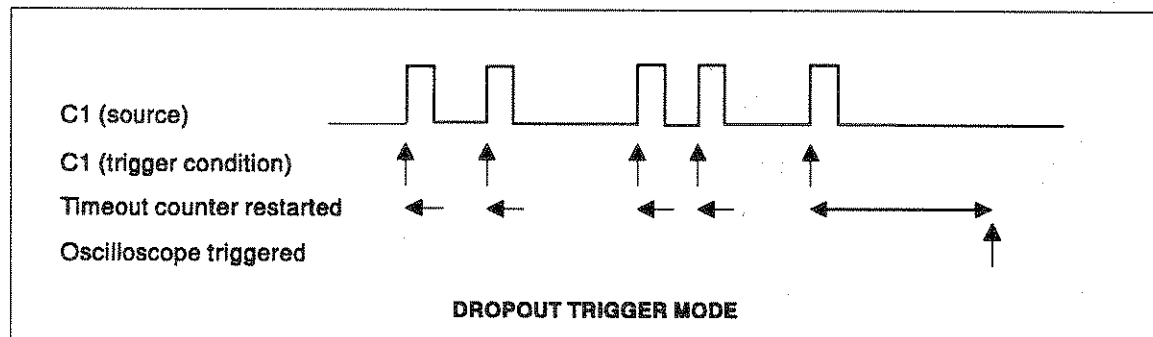 C1 (source)
C1 (trigger condition)
Timeout counter restarted
Oscilloscope triggered
DROPOUT TRIGGER MODE